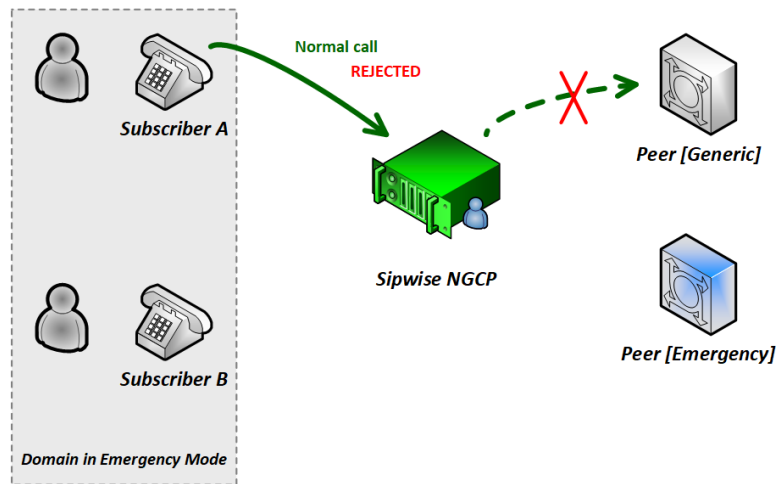 Normal call
REJECTED
Subscriber A
Peer [Generic]
Sipwise NGCP
Peer [Emergency]
Subscriber B
Domain in Emergency Mode